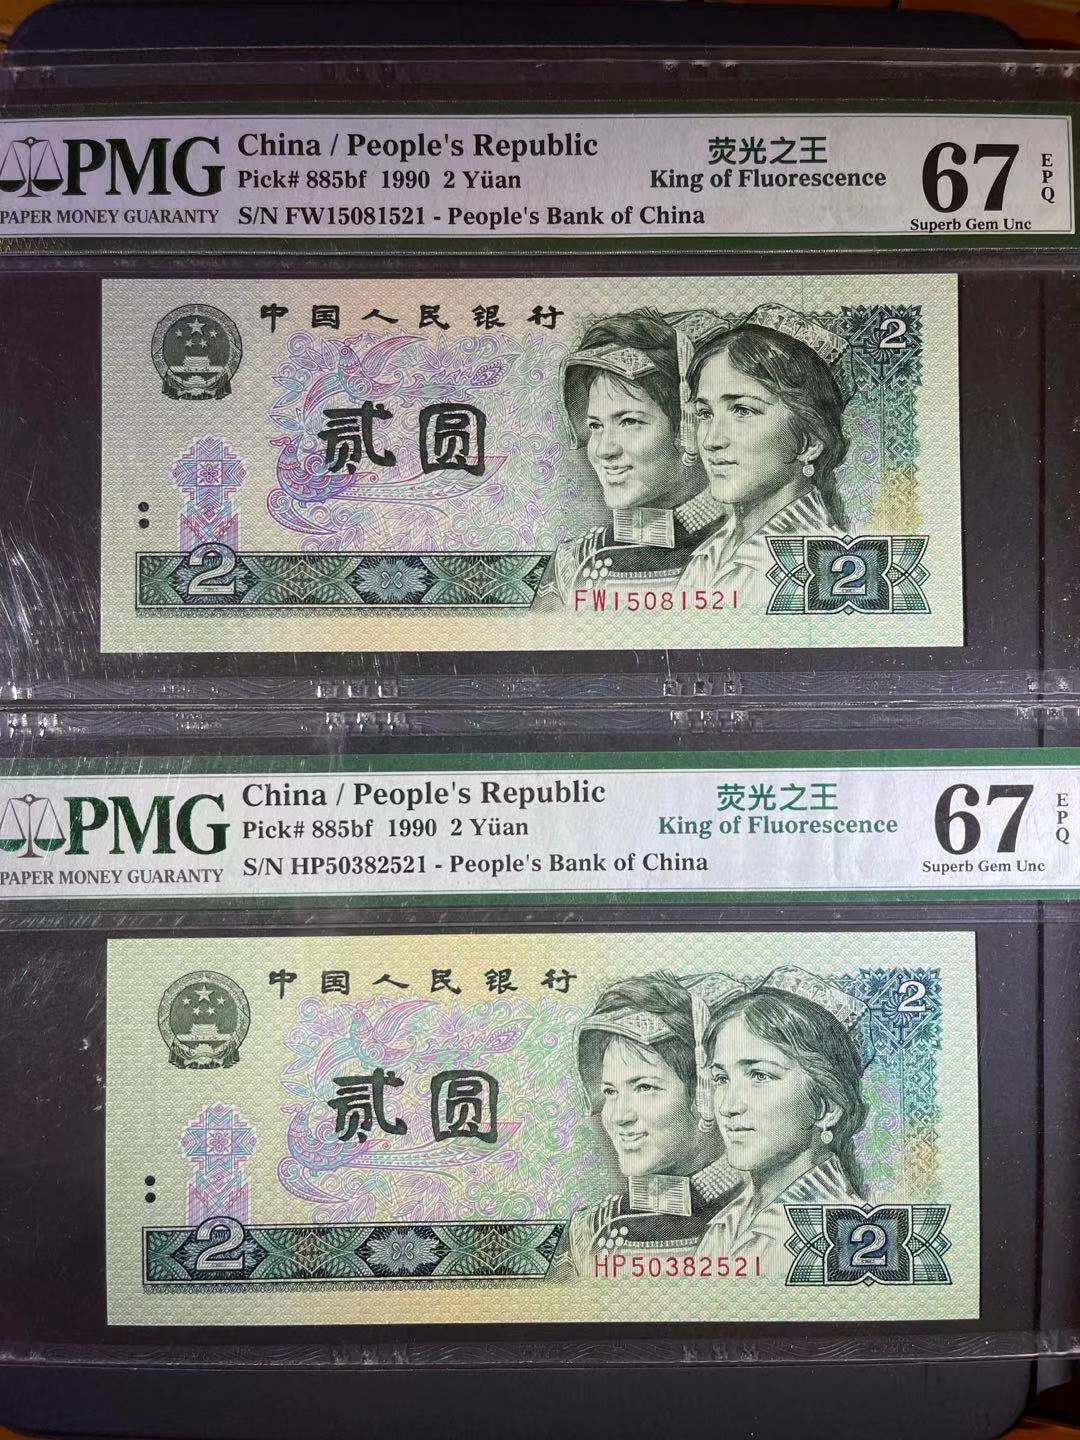 PMG
PAPER MONEY GUARANTY
China / People's Republic
Pick# 885bf 1990 2 Yüan
S/N FW15081521 - People's Bank of China
荧光之王
King of Fluorescence
67
EPQ
Superb Gem Unc
中国人民银行
2
贰圆
2
FW15081521
2
PMG
PAPER MONEY GUARANTY
China / People's Republic
Pick# 885bf 1990 2 Yüan
S/N HP50382521 - People's Bank of China
荧光之王
King of Fluorescence
67
EPQ
Superb Gem Unc
中国人民银行
2
贰圆
2
HP50382521
2